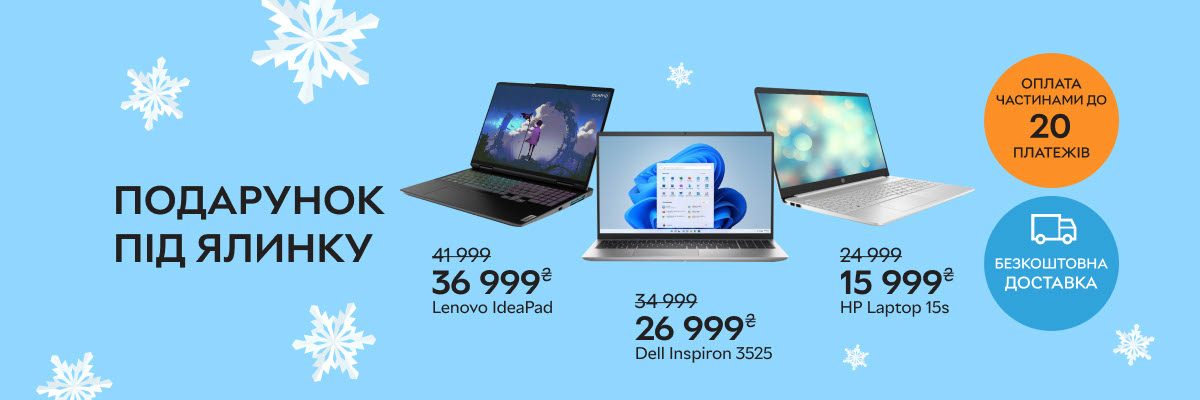 ПОДАРУНОК
ПІД ЯЛИНКУ
41 999
36 999₴
Lenovo IdeaPad
34 999
26 999₴
Dell Inspiron 3525
24 999
15 999₴
HP Laptop 15s
ОПЛАТА
ЧАСТИНАМИ ДО
20
ПЛАТЕЖІВ
БЕЗКОШТОВНА
ДОСТАВКА